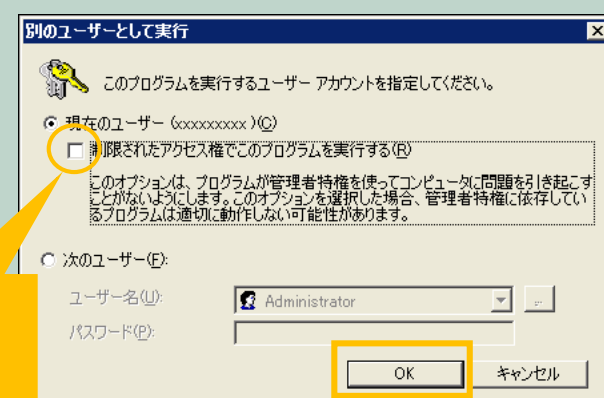 別のユーザーとして実行
このプログラムを実行するユーザー アカウントを指定してください。
現在のユーザー (xxxxxxxxx )(C)
制限されたアクセス権でこのプログラムを実行する(R)
このオプションは、プログラムが管理者特権を使ってコンピュータに問題を引き起こす
ことがないようにします。このオプションを選択した場合、管理者特権に依存してい
るプログラムは適切に動作しない可能性があります。
次のユーザー(F):
ユーザー名(U):
Administrator
...
パスワード(P):
OK
キャンセル